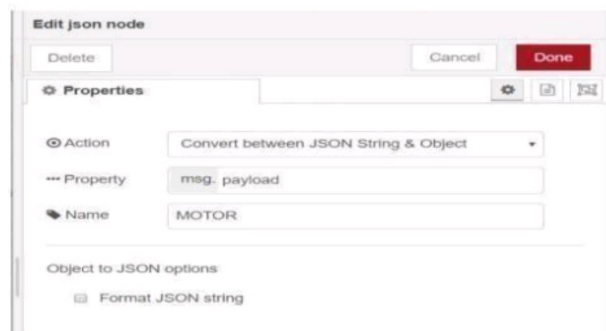 Edit json node
Delete Cancel Done
Properties
Action Convert between JSON String & Object
Property msg. payload
Name MOTOR
Object to JSON options
Format JSON string